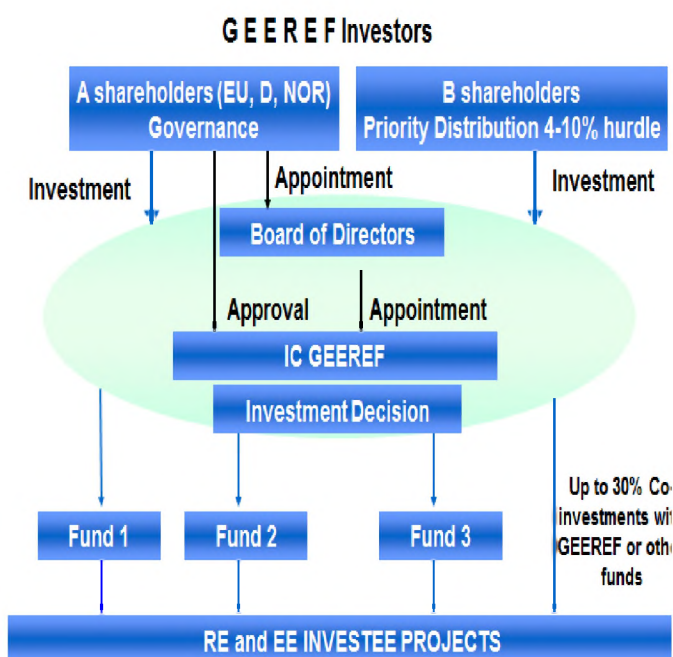 G E E R E F Investors
A shareholders (EU, D, NOR)
Governance
B shareholders
Priority Distribution 4-10% hurdle
Investment
Appointment
Investment
Board of Directors
Approval
Appointment
IC GEEREF
Investment Decision
Up to 30% Co-
investments wit
GEEREF or othe
funds
Fund 1
Fund 2
Fund 3
RE and EE INVESTEE PROJECTS